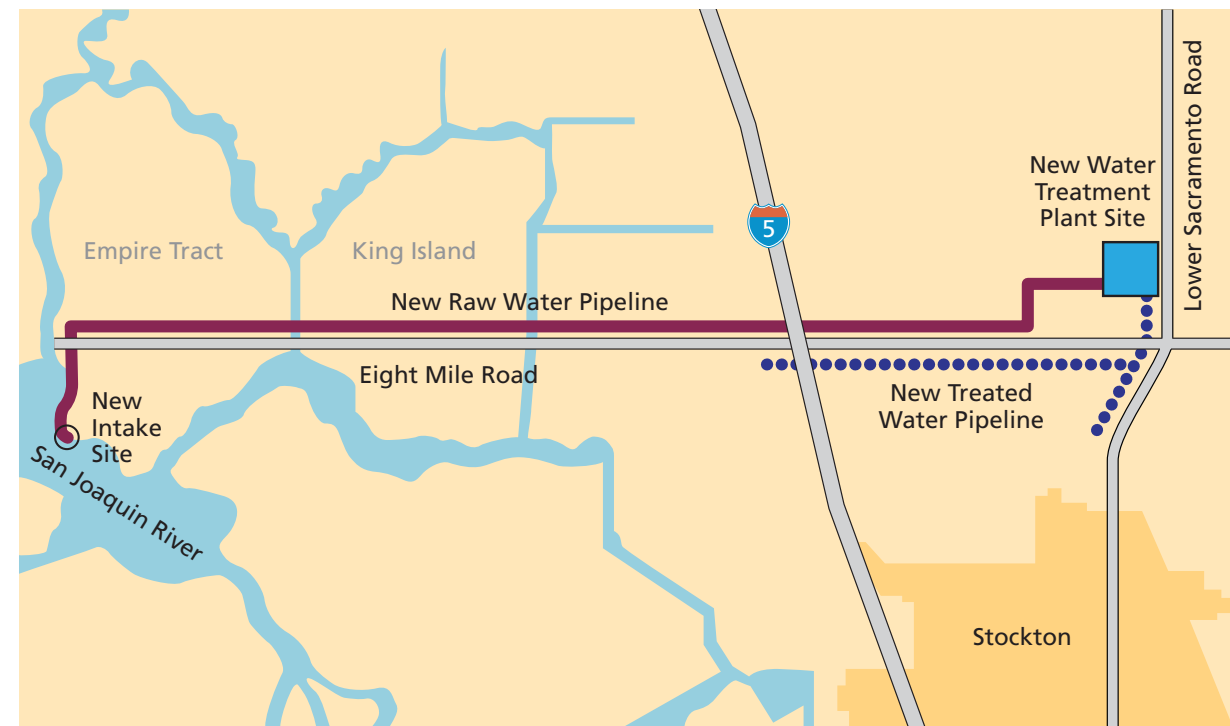 Lower Sacramento Road
New Water
Treatment
Plant Site
5
Empire Tract
King Island
New Raw Water Pipeline
Eight Mile Road
New Treated
Water Pipeline
New
Intake
Site
San Joaquin River
Stockton